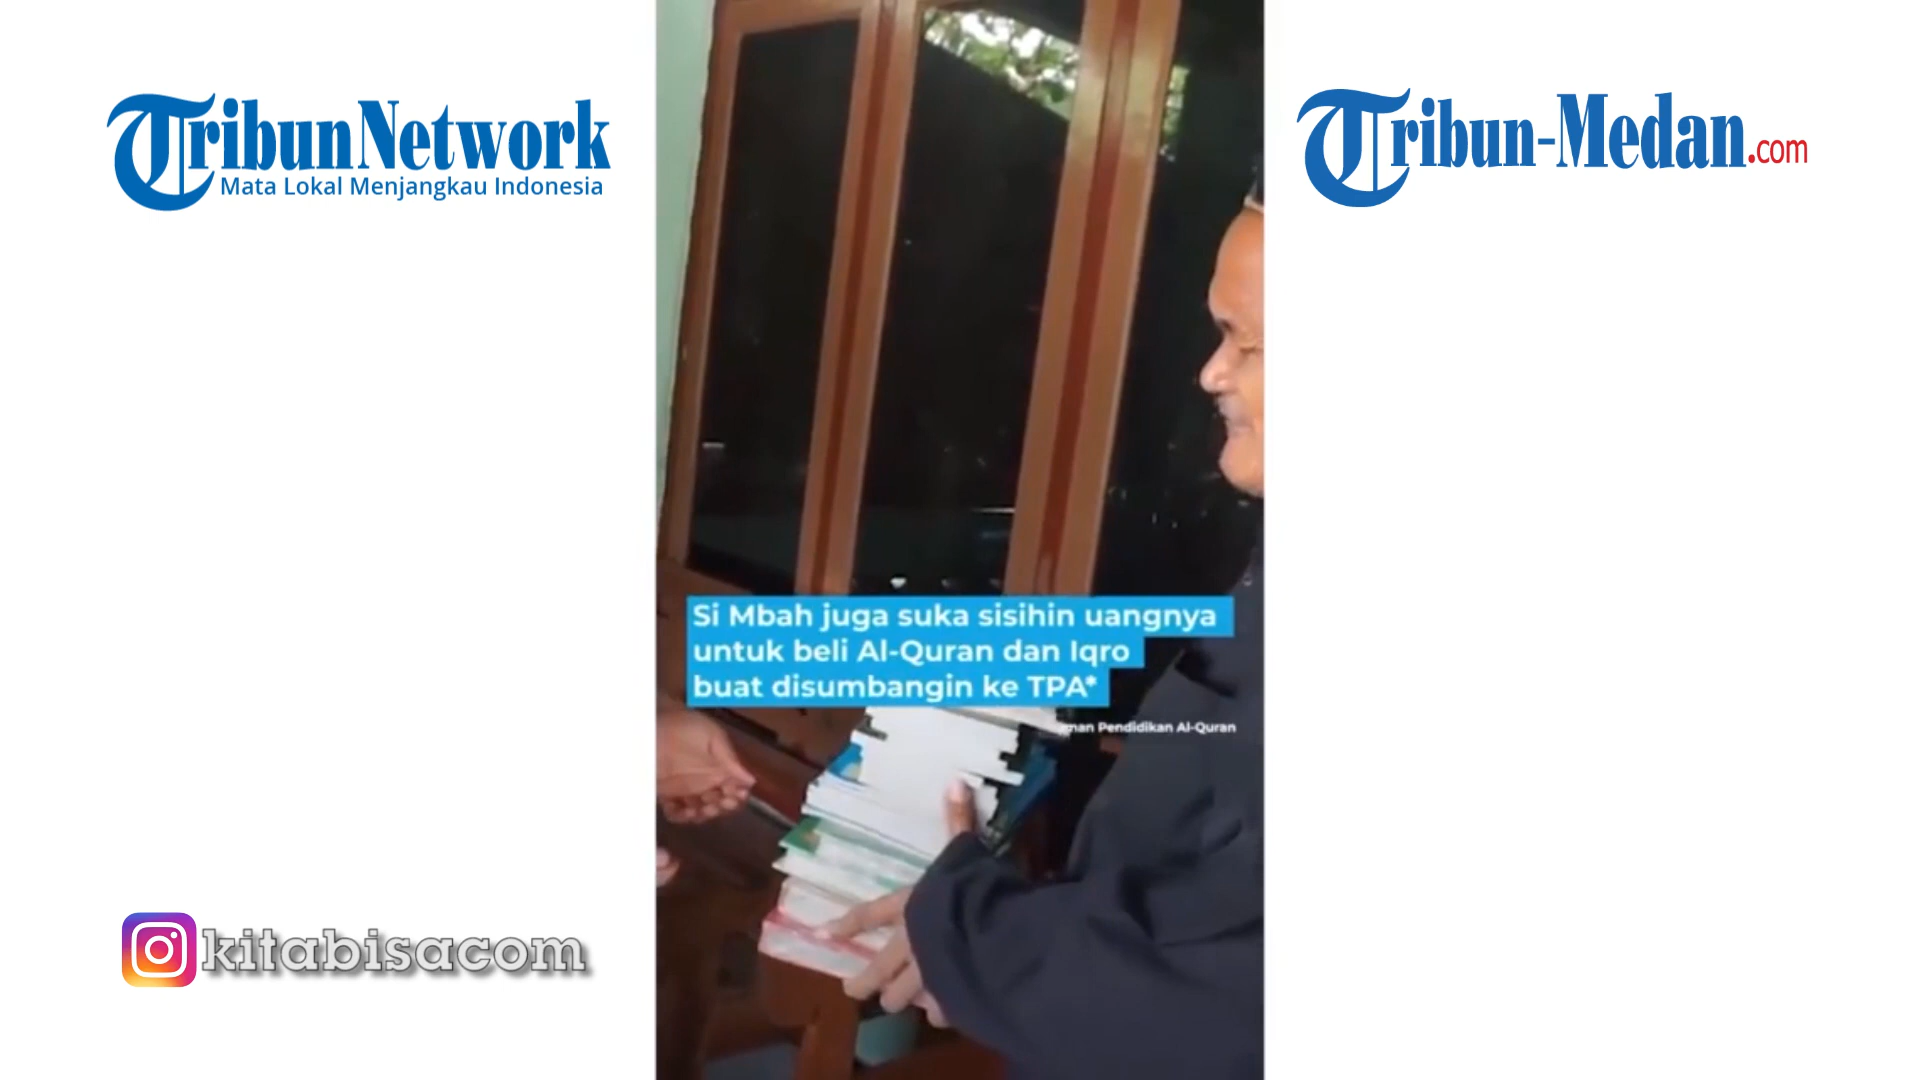 TribunNetwork
Mata Lokal Menjangkau Indonesia
Tribun-Medan.com
Si Mbah juga suka sisihin uangnya
untuk beli Al-Quran dan Iqro
buat disumbangin ke TPA*
Pendidikan Al-Quran
kitabisacom